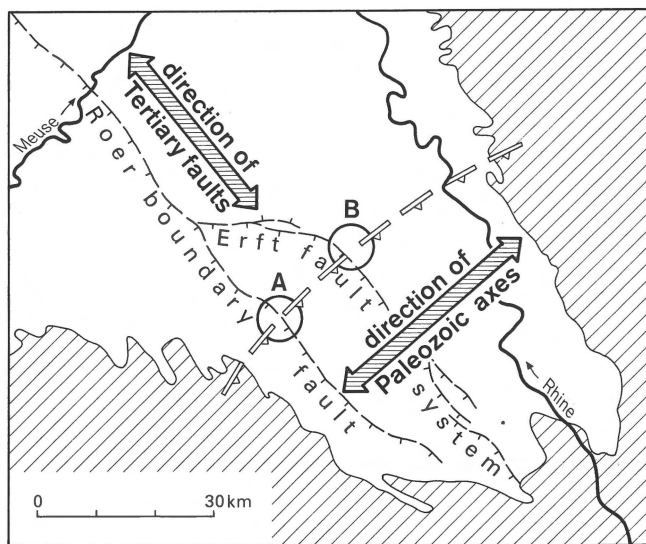 Meuse
direction of
Tertiary faults
Roer boundary fault
Erft fault system
B
A
direction of
Paleozoic axes
Rhine
0 30 km